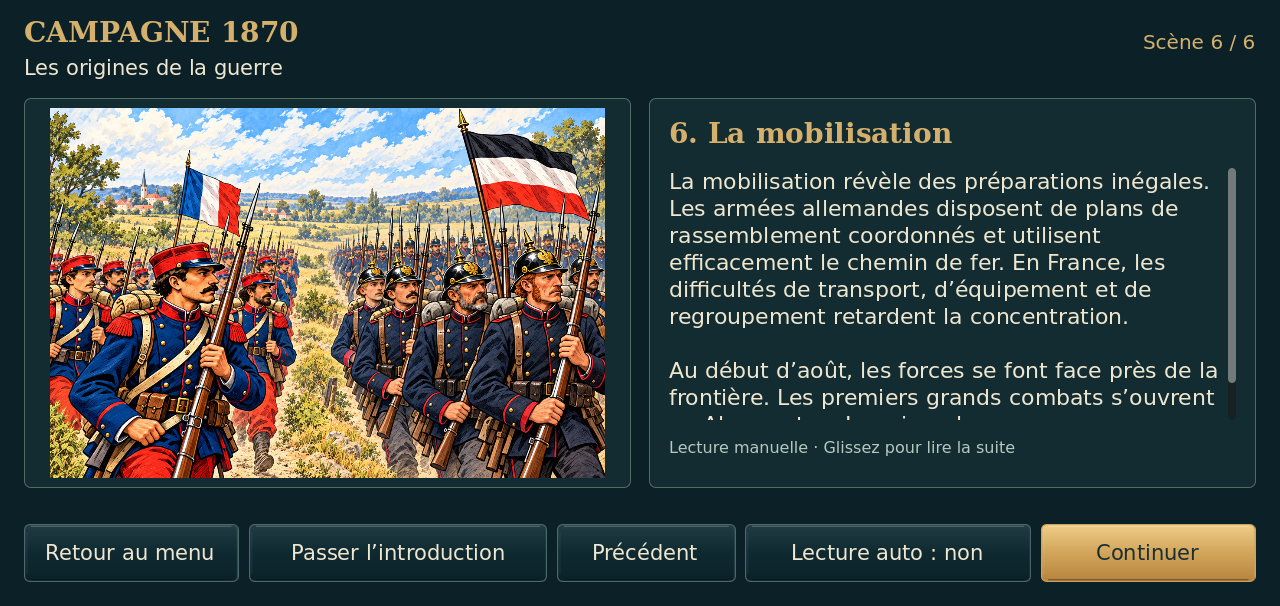 CAMPAGNE 1870
Les origines de la guerre
Scène 6 / 6
6. La mobilisation
La mobilisation révèle des préparations inégales.
Les armées allemandes disposent de plans de
rassemblement coordonnés et utilisent
efficacement le chemin de fer. En France, les
difficultés de transport, d’équipement et de
regroupement retardent la concentration.
Au début d’août, les forces se font face près de la
frontière. Les premiers grands combats s’ouvrent
Lecture manuelle · Glissez pour lire la suite
Retour au menu
Passer l’introduction
Précédent
Lecture auto : non
Continuer